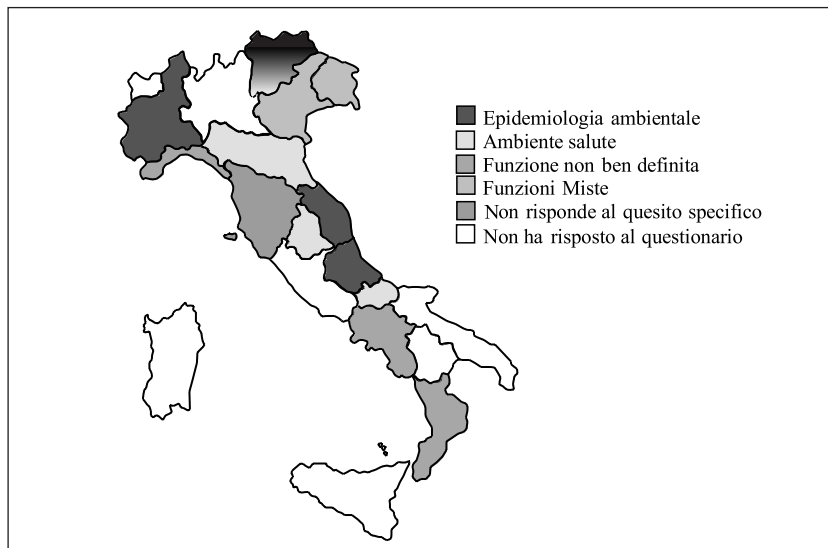 Epidemiologia ambientale
Ambiente salute
Funzione non ben definita
Funzioni Miste
Non risponde al quesito specifico
Non ha risposto al questionario